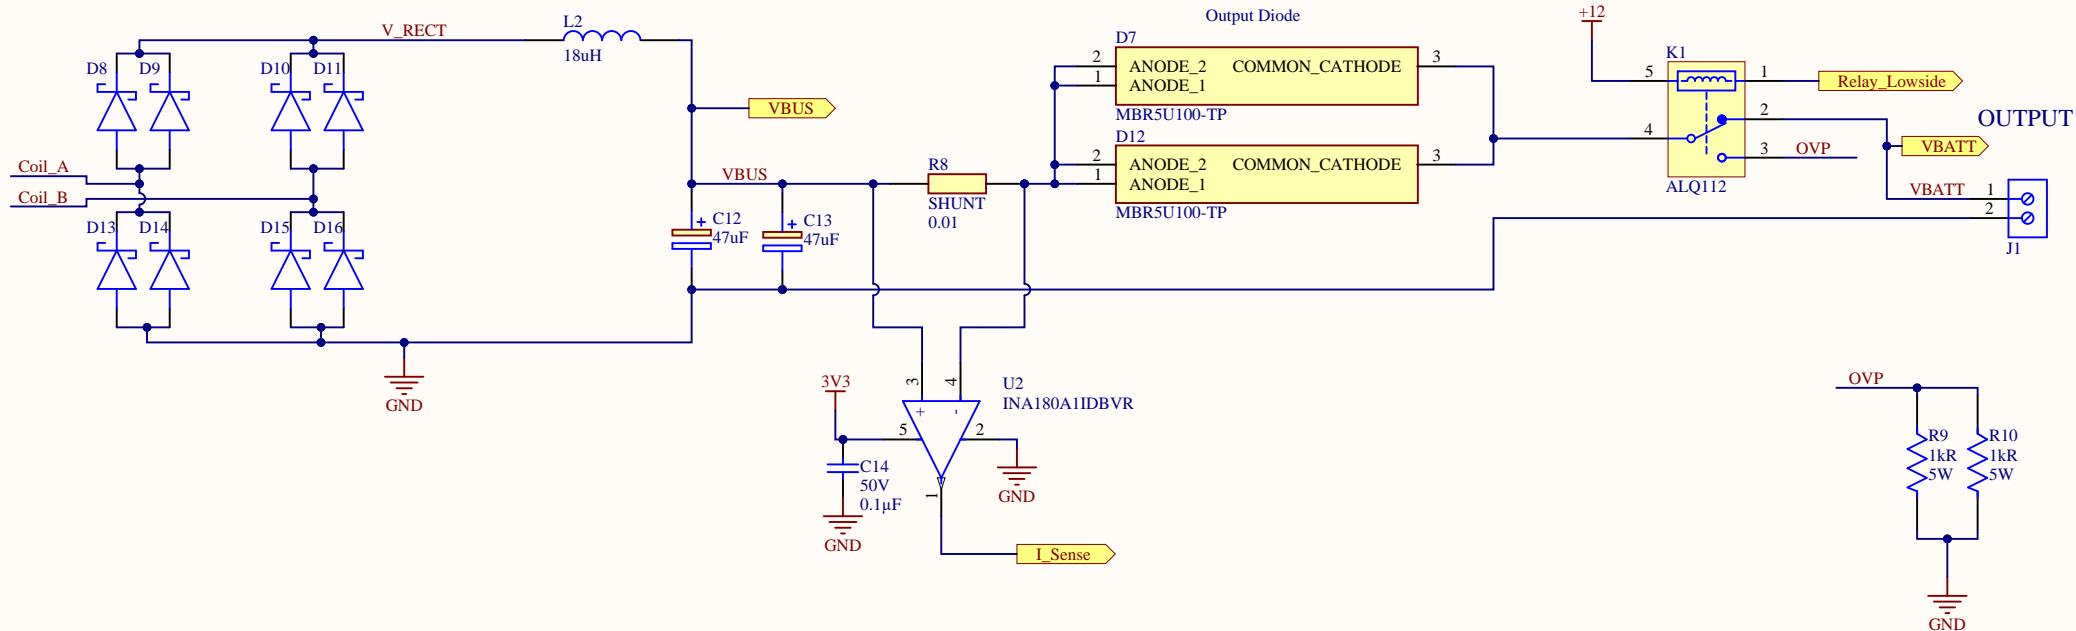 Output Diode
V_RECT
L2
18uH
D8
D9
D10
D11
VBUS
Coil_A
Coil_B
D13
D14
D15
D16
GND
VBUS
C12
47uF
C13
47uF
R8
SHUNT
0.01
D7
2
1
ANODE_2
COMMON_CATHODE
ANODE_1
3
MBR5U100-TP
D12
2
1
ANODE_2
COMMON_CATHODE
ANODE_1
3
MBR5U100-TP
+12
K1
5
1
Relay_Lowside
4
2
3
OVP
ALQ112
OUTPUT
VBATT
VBATT
1
2
J1
3V3
3
4
U2
INA180A1IDBVR
+
-
5
2
1
C14
50V
0.1µF
GND
GND
I_Sense
OVP
R9
1kR
5W
R10
1kR
5W
GND